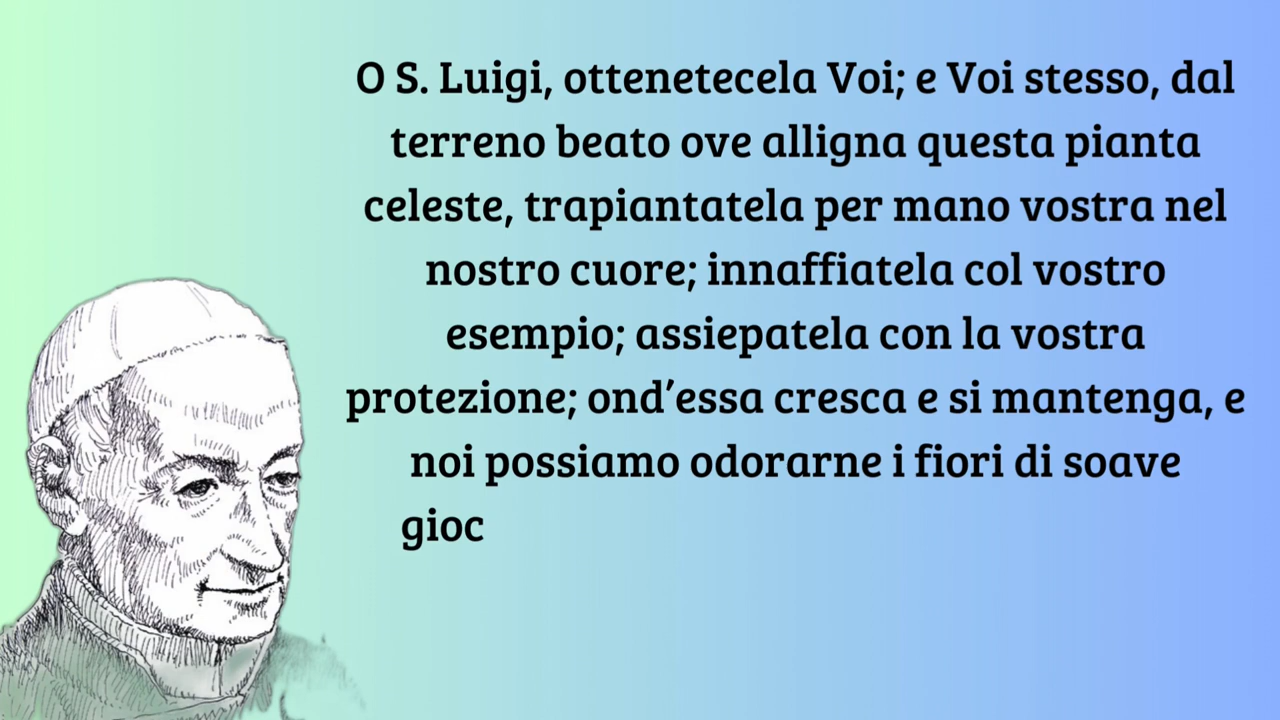 O S. Luigi, ottenetecela Voi; e Voi stesso, dal
terreno beato ove alligna questa pianta
celeste, trapiantatela per mano vostra nel
nostro cuore; innaffiatela col vostro
esempio; assiepatela con la vostra
protezione; ond’essa cresca e si mantenga, e
noi possiamo odorarne i fiori di soave
gioc